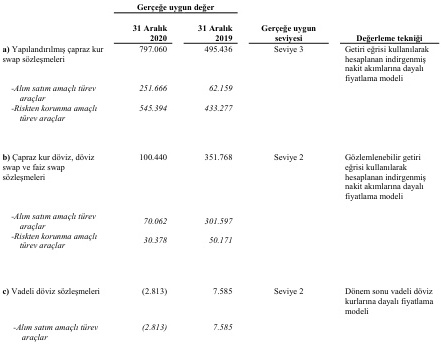 Gerçeğe uygun değer
31 Aralık 2020 31 Aralık 2019 Gerçeğe uygun seviyesi Değerleme tekniği
a) Yapılandırılmış çapraz kur 797.060 495.436 Seviye 3 Getiri eğrisi kullanılarak
swap sözleşmeleri hesaplanan indirgenmiş
nakit akımlarına dayalı
fiyatlama modeli
-Alım satım amaçlı türev 251.666 62.159
araçlar
-Riskten korunma amaçlı 545.394 433.277
türev araçlar
b) Çapraz kur döviz, döviz 100.440 351.768 Seviye 2 Gözlemlenebilir getiri
swap ve faiz swap eğrisi kullanılarak
sözleşmeleri hesaplanan indirgenmiş
nakit akımlarına dayalı
fiyatlama modeli
-Alım satım amaçlı türev
araçlar 70.062 301.597
-Riskten korunma amaçlı
türev araçlar 30.378 50.171
c) Vadeli döviz sözleşmeleri (2.813) 7.585 Seviye 2 Dönem sonu vadeli döviz
kurlarına dayalı fiyatlama
modeli
-Alım satım amaçlı türev (2.813) 7.585
araçlar